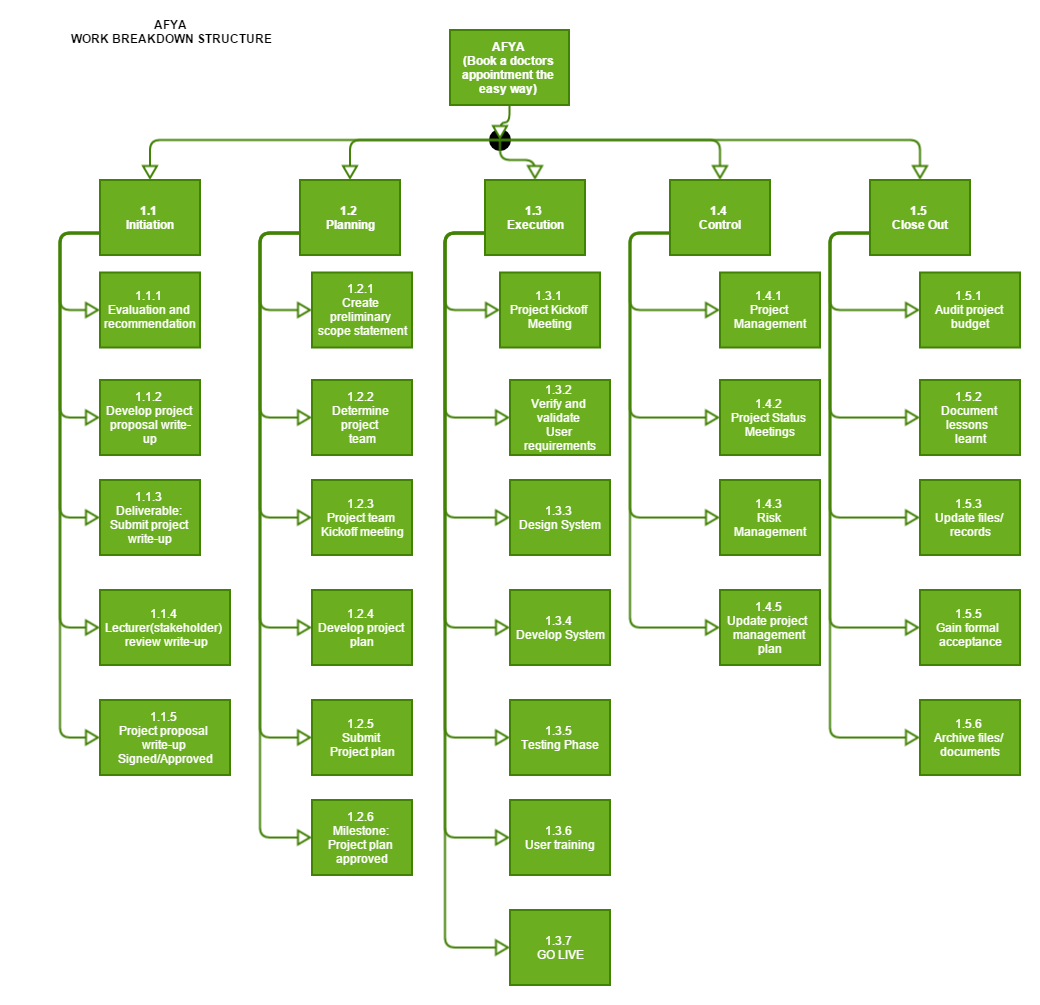 AFYA
WORK BREAKDOWN STRUCTURE
AFYA
(Book a doctors
appointment the
easy way)
1.1
Initiation
1.2
Planning
1.3
Execution
1.4
Control
1.5
Close Out
1.1.1
Evaluation and
recommendation
1.1.2
Develop project
proposal write-
up
1.1.3
Deliverable:
Submit project
write-up
1.1.4
Lecturer(stakeholder)
review write-up
1.1.5
Project proposal
write-up
Signed/Approved
1.2.1
Create
preliminary
scope statement
1.2.2
Determine
project
team
1.2.3
Project team
Kickoff meeting
1.2.4
Develop project
plan
1.2.5
Submit
Project plan
1.2.6
Milestone:
Project plan
approved
1.3.1
Project Kickoff
Meeting
1.3.2
Verify and
validate
User
requirements
1.3.3
Design System
1.3.4
Develop System
1.3.5
Testing Phase
1.3.6
User training
1.3.7
GO LIVE
1.4.1
Project
Management
1.4.2
Project Status
Meetings
1.4.3
Risk
Management
1.4.5
Update project
management
plan
1.5.1
Audit project
budget
1.5.2
Document
lessons
learnt
1.5.3
Update files/
records
1.5.5
Gain formal
acceptance
1.5.6
Archive files/
documents